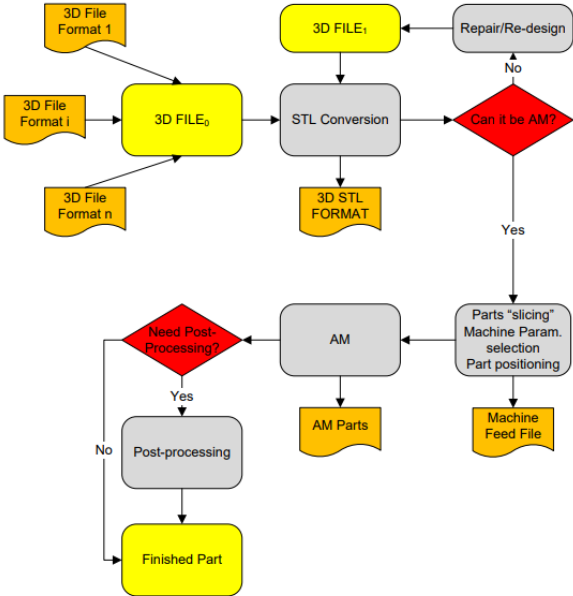 3D File
Format 1
3D FILE₁
Repair/Re-design
No
3D File
Format i
3D FILE₀
STL Conversion
Can it be AM?
3D File
Format n
3D STL
FORMAT
Yes
Need Post-
Processing?
AM
Parts “slicing”
Machine Param.
selection
Part positioning
Yes
AM Parts
Machine
Feed File
No
Post-processing
Finished Part